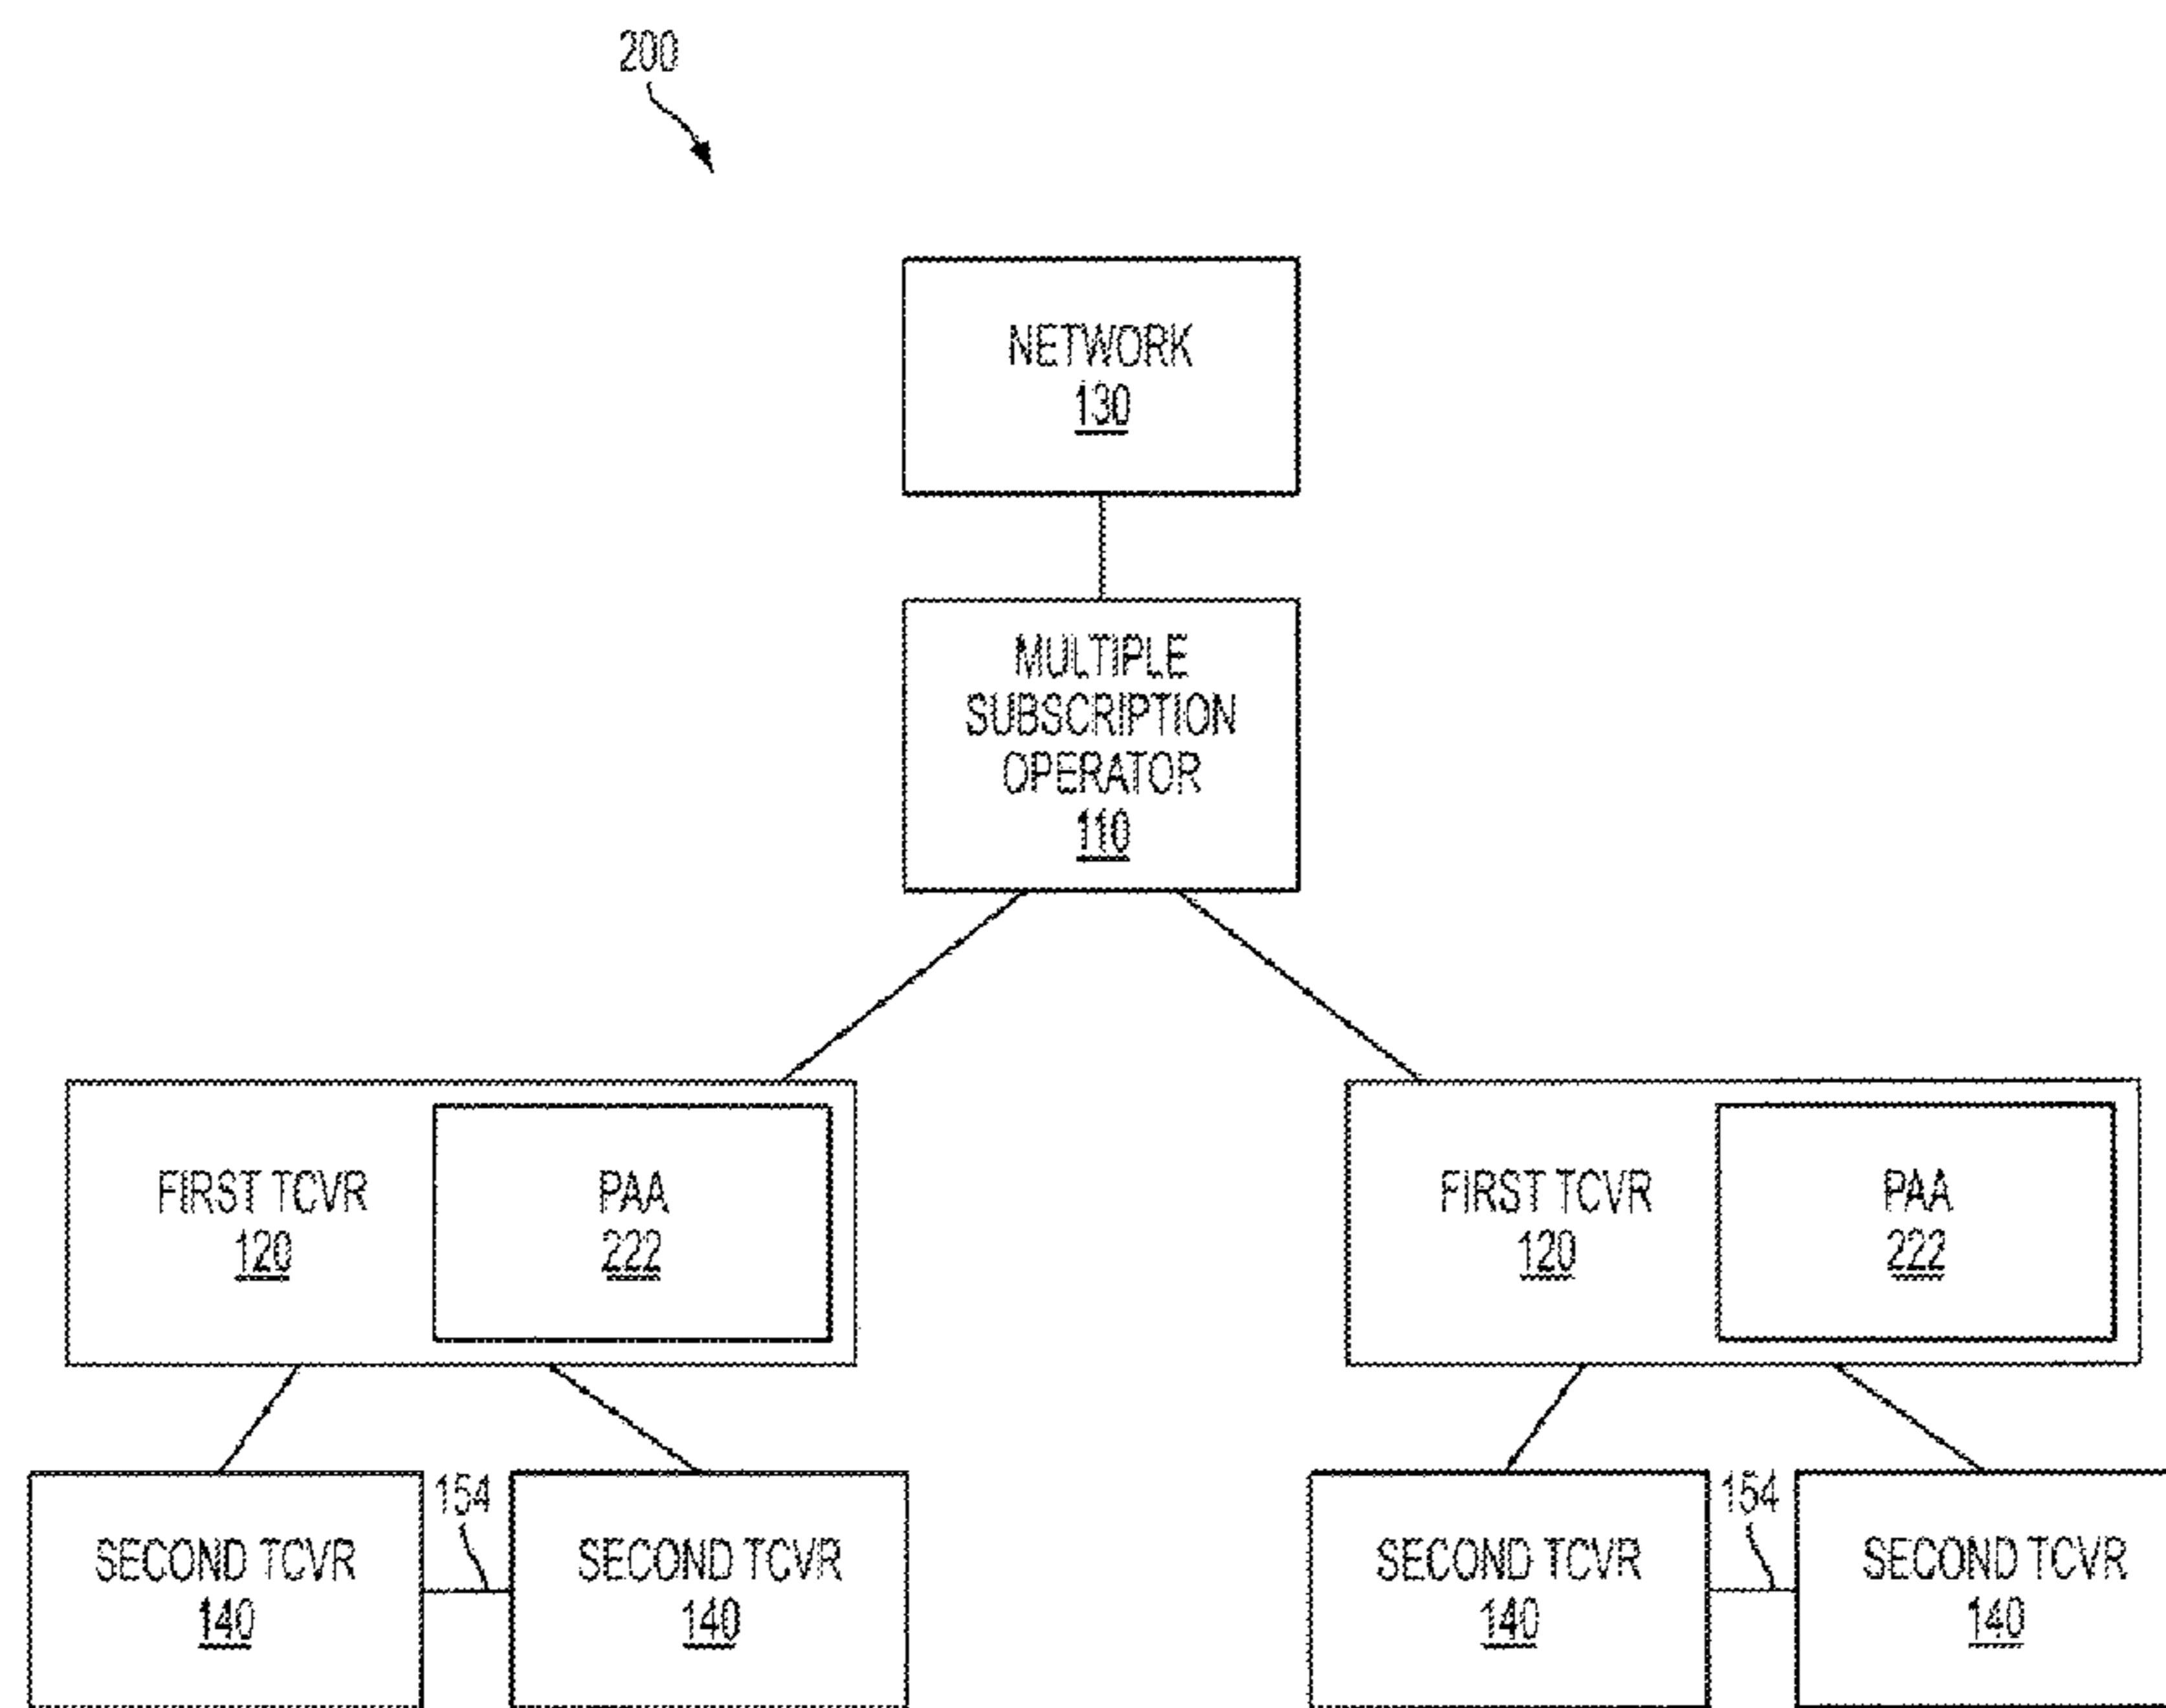 200
NETWORK
130
MULTIPLE
SUBSCRIPTION
OPERATOR
110
FIRST TCVR
120
PAA
222
FIRST TCVR
120
PAA
222
SECOND TCVR
140
154
SECOND TCVR
140
SECOND TCVR
140
154
SECOND TCVR
140